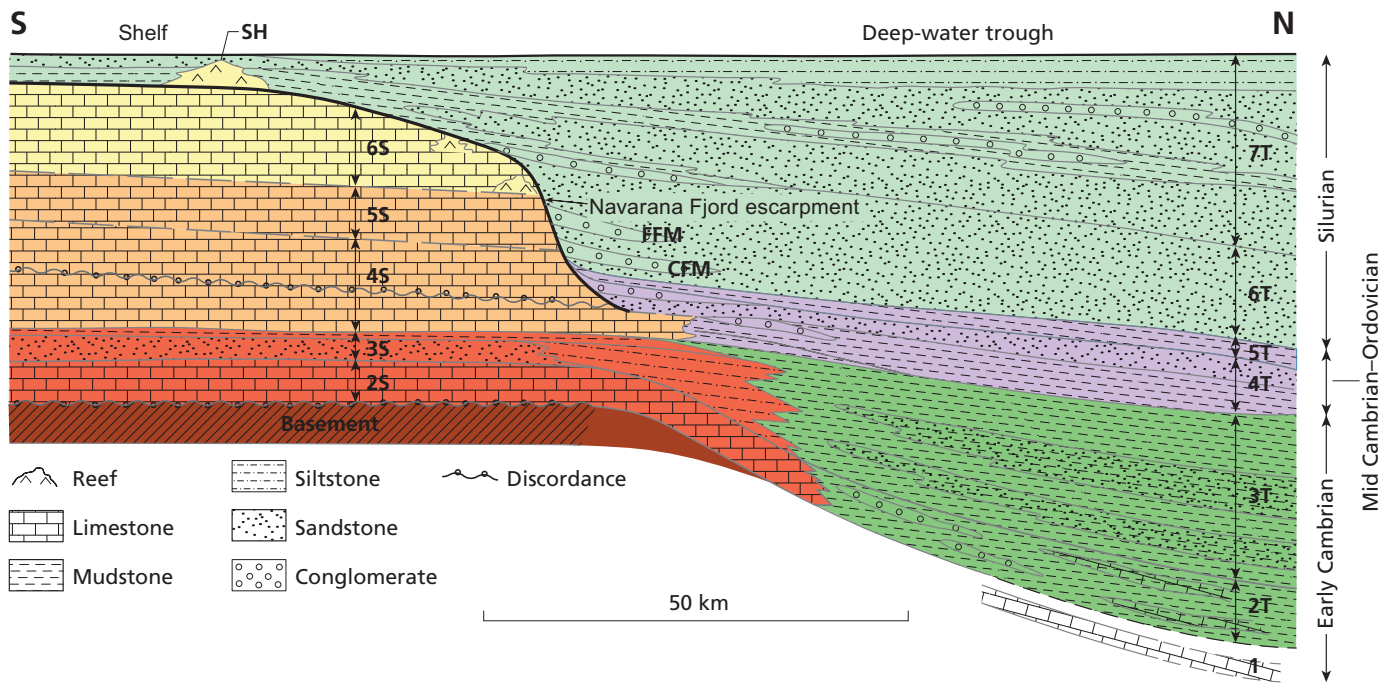 S
N
Shelf
SH
Deep-water trough
6S
7T
5S
Navarana Fjord escarpment
FFM
4S
CFM
6T
3S
5T
4T
2S
Basement
3T
2T
1
Silurian
Mid Cambrian–Ordovician
Early Cambrian
Reef
Siltstone
Discordance
Limestone
Sandstone
Mudstone
Conglomerate
50 km